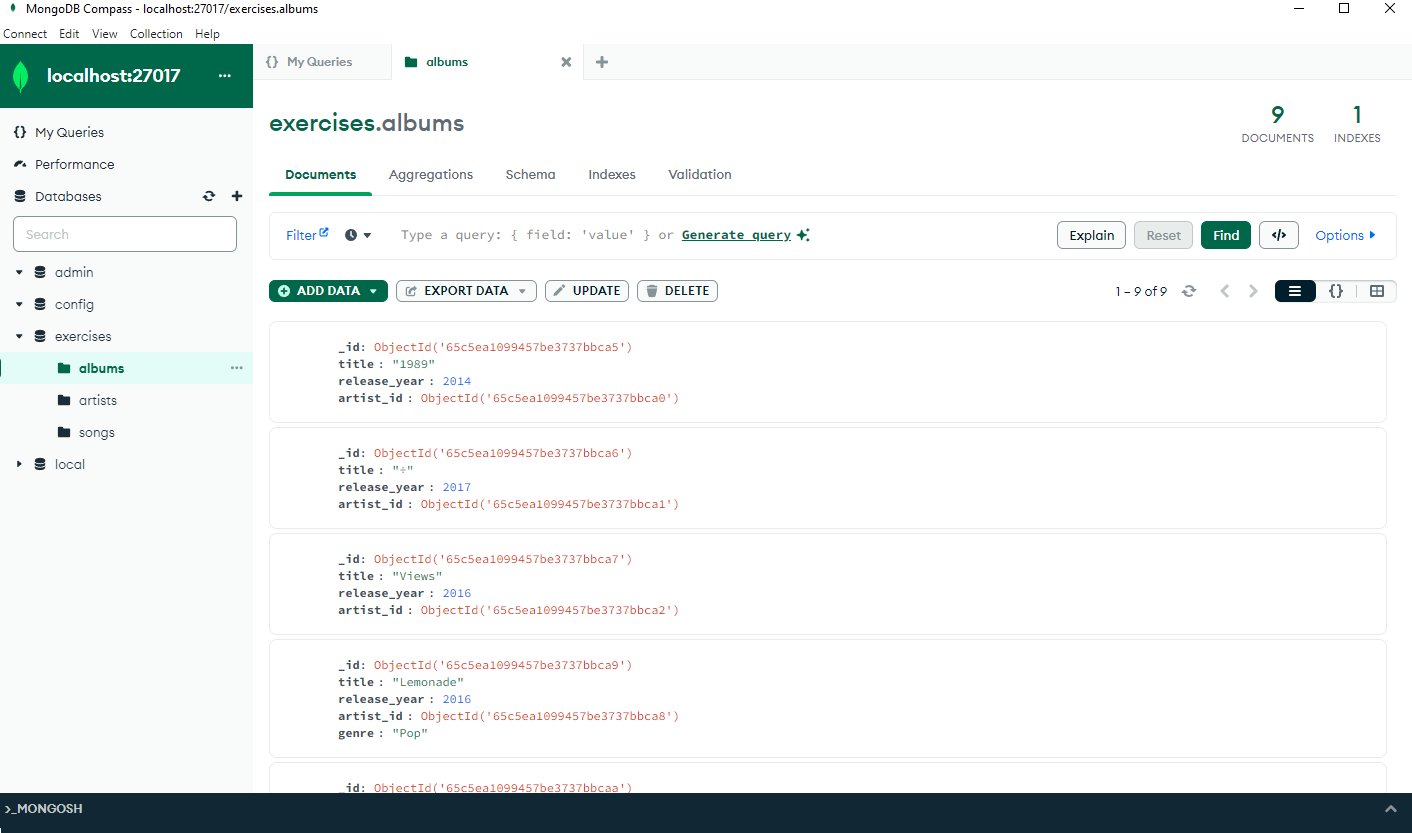 MongoDB Compass - localhost:27017/exercises.albums
Connect Edit View Collection Help
localhost:27017
{} My Queries
albums
{} My Queries
Performance
Databases
Search
admin
config
exercises
albums
artists
songs
local
exercises.albums
9
DOCUMENTS
1
INDEXES
Documents Aggregations Schema Indexes Validation
Filter Type a query: { field: 'value' } or Generate query Explain Reset Find </> Options
ADD DATA EXPORT DATA UPDATE DELETE 1 – 9 of 9 {}
_id: ObjectId('65c5ea1099457be3737bbca5')
title : "1989"
release_year : 2014
artist_id : ObjectId('65c5ea1099457be3737bbca0')
_id: ObjectId('65c5ea1099457be3737bbca6')
title : "÷"
release_year : 2017
artist_id : ObjectId('65c5ea1099457be3737bbca1')
_id: ObjectId('65c5ea1099457be3737bbca7')
title : "Views"
release_year : 2016
artist_id : ObjectId('65c5ea1099457be3737bbca2')
_id: ObjectId('65c5ea1099457be3737bbca9')
title : "Lemonade"
release_year : 2016
artist_id : ObjectId('65c5ea1099457be3737bbca8')
genre : "Pop"
_id: ObjectId('65c5ea1099457be3737bbcaa')
>_MONGOSH